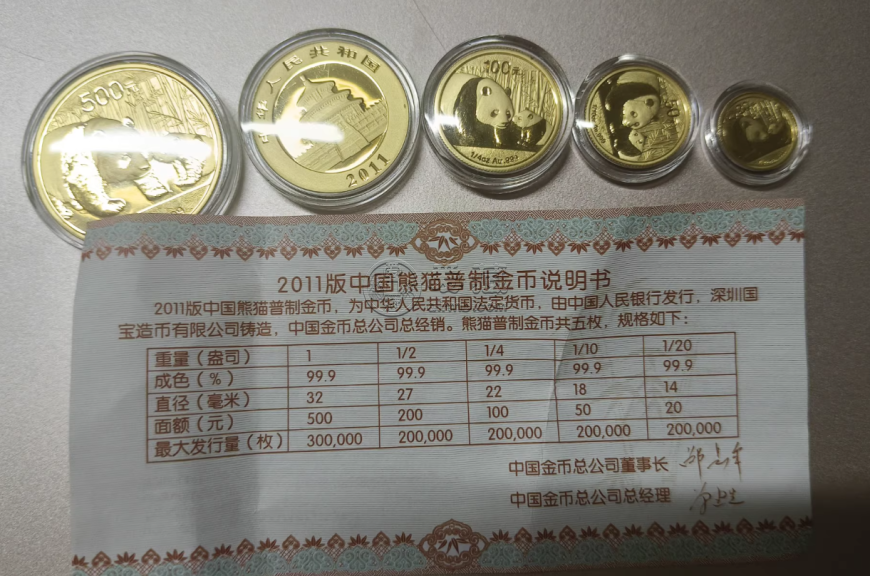 500元
中华人民共和国
2011
100元
1/4oz Au.999
50元
2011版中国熊猫普制金币说明书
2011版中国熊猫普制金币，为中华人民共和国法定货币，由中国人民银行发行，深圳国
宝造币有限公司铸造，中国金币总公司总经销。熊猫普制金币共五枚，规格如下：
重量（盎司） 1 1/2 1/4 1/10 1/20
成色（%） 99.9 99.9 99.9 99.9 99.9
直径（毫米） 32 27 22 18 14
面额（元） 500 200 100 50 20
最大发行量（枚） 300,000 200,000 200,000 200,000 200,000
中国金币总公司董事长
中国金币总公司总经理